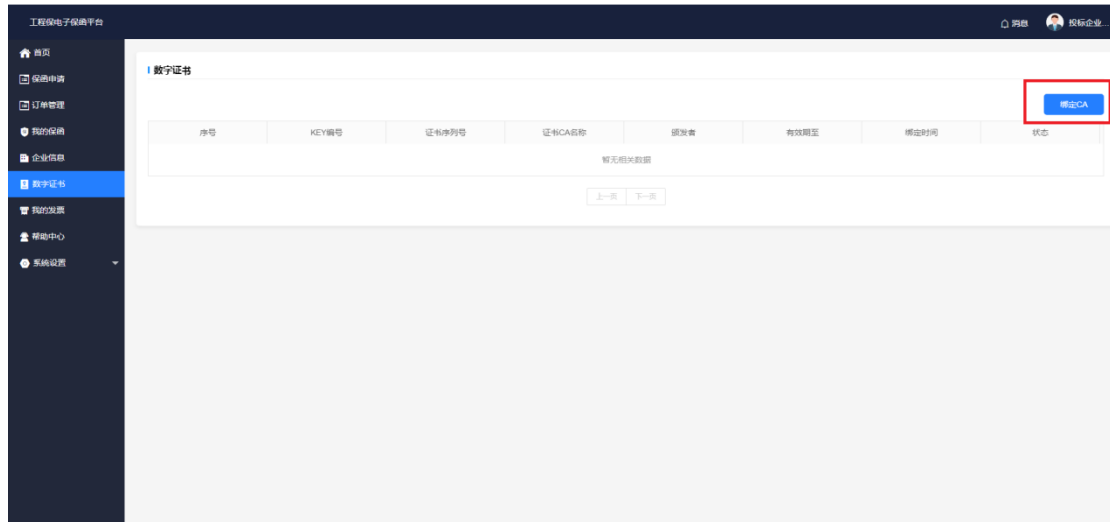 工程保电子保函平台
消息
投标企业...
首页
保函申请
订单管理
我的保函
企业信息
数字证书
我的发票
帮助中心
系统设置
数字证书
绑定CA
序号 KEY编号 证书序列号 证书CA名称 颁发者 有效期至 绑定时间 状态
暂无相关数据
上一页 下一页